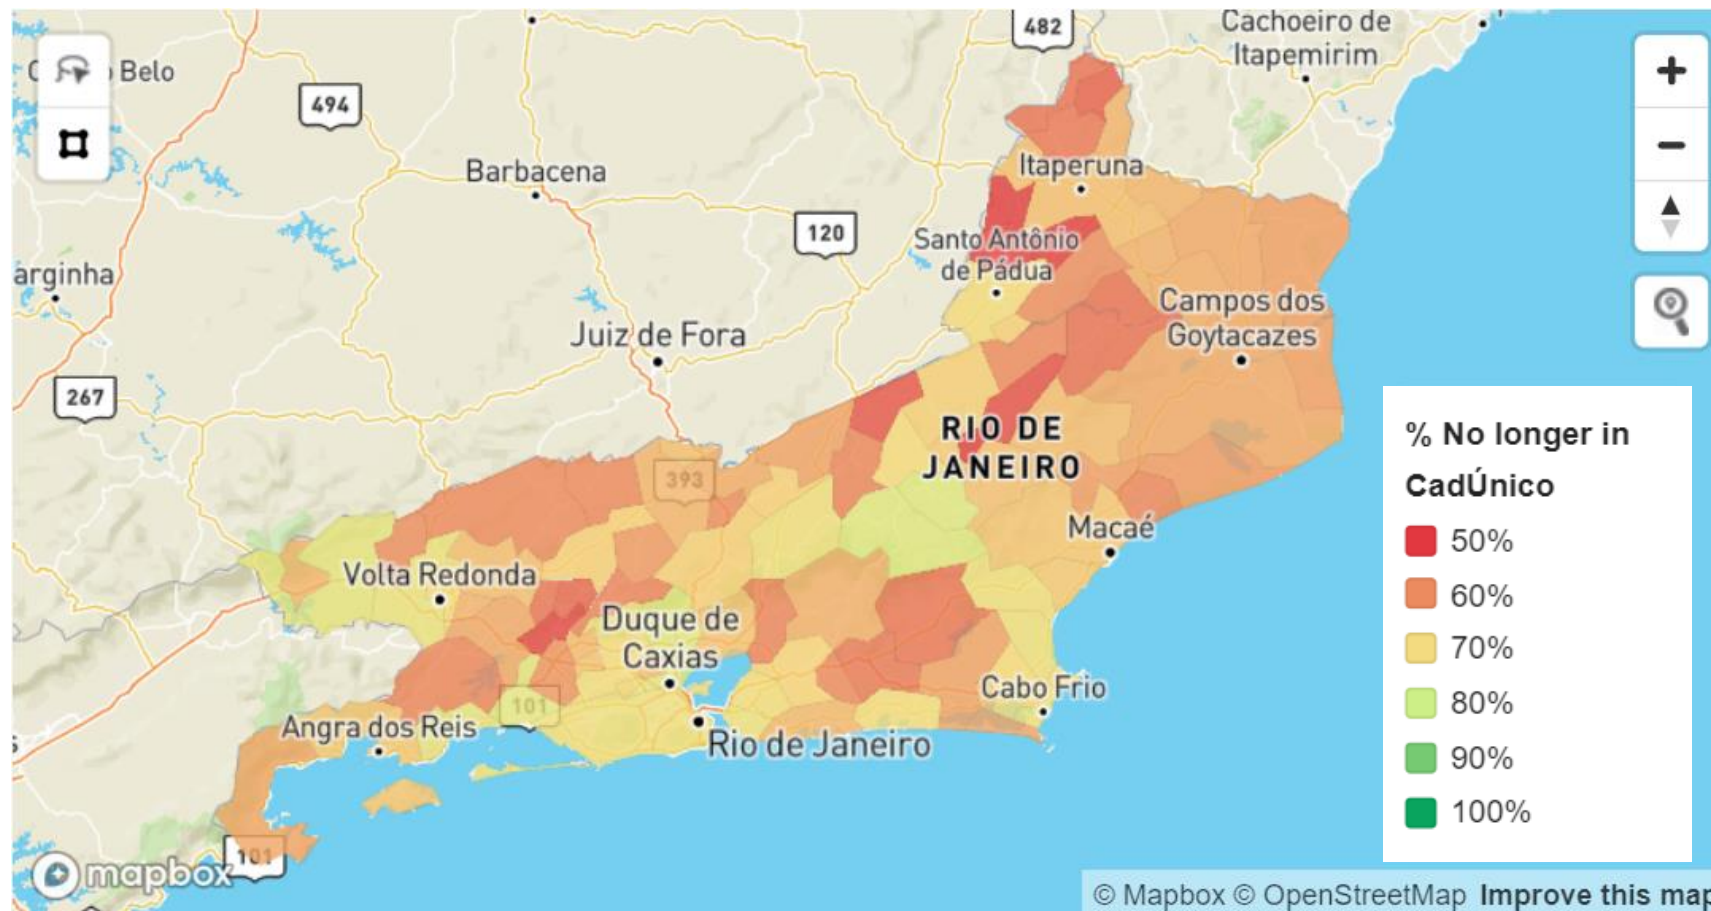 482
Cachoeiro de
Itapemirim
Belo
494
Barbacena
Itaperuna
120
Santo Antônio
de Pádua
arginha
Campos dos
Goytacazes
Juiz de Fora
267
% No longer in
CadÚnico
50%
60%
70%
80%
90%
100%
RIO DE
JANEIRO
393
Macaé
Volta Redonda
Duque de
Caxias
Cabo Frio
101
Angra dos Reis
Rio de Janeiro
101
mapbox
© Mapbox © OpenStreetMap Improve this map